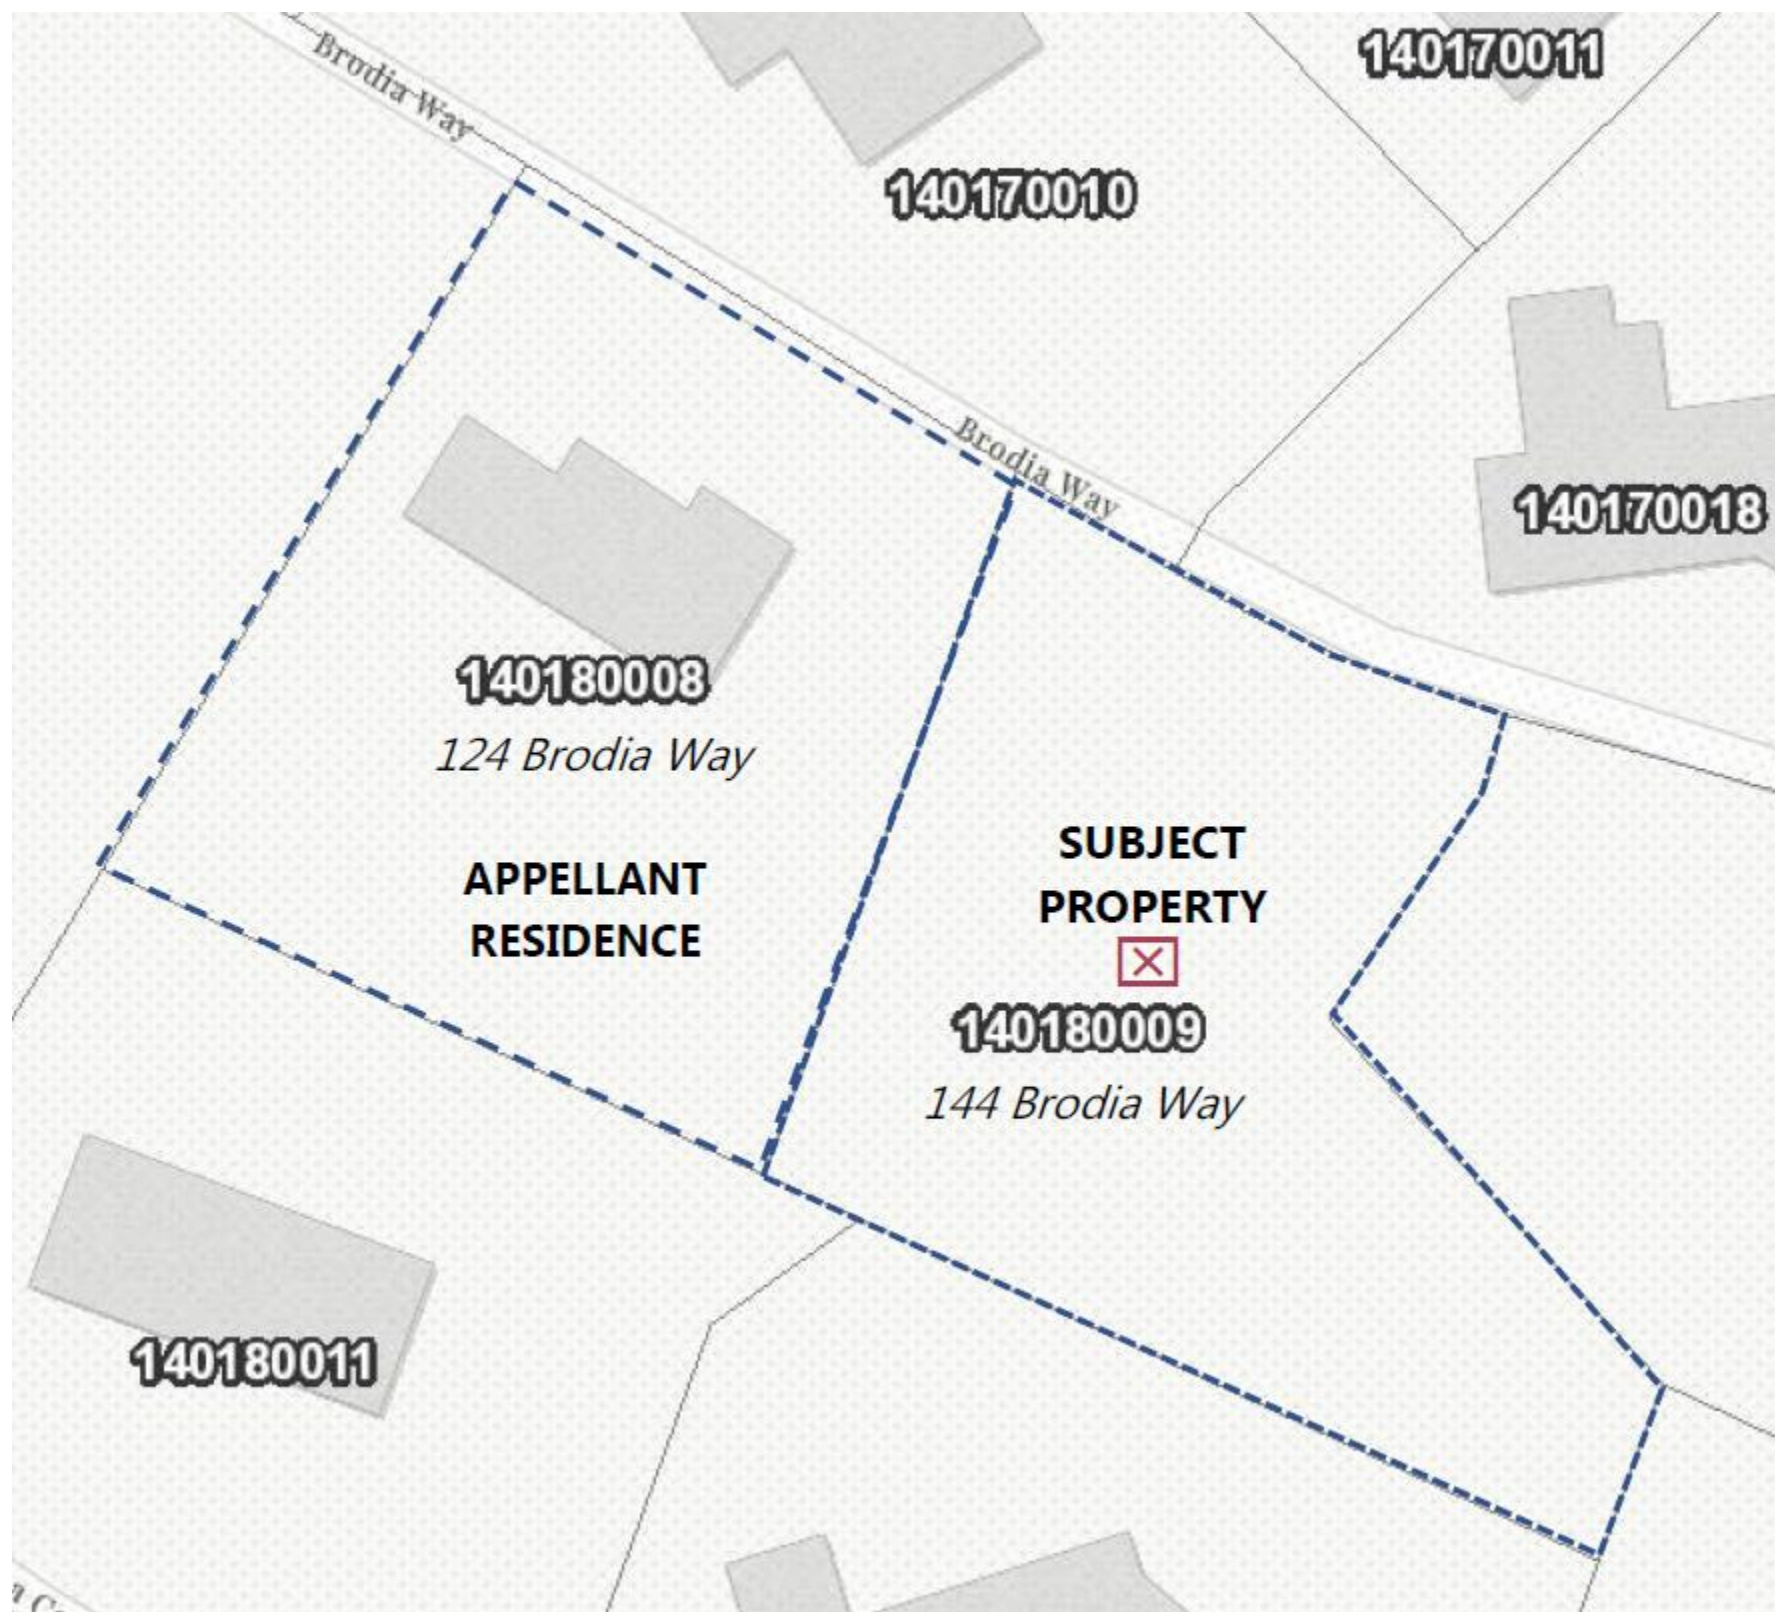 Brodia Way
140170011
140170010
Brodia Way
140170018
140180008
124 Brodia Way
APPELLANT
RESIDENCE
SUBJECT
PROPERTY
140180009
144 Brodia Way
140180011